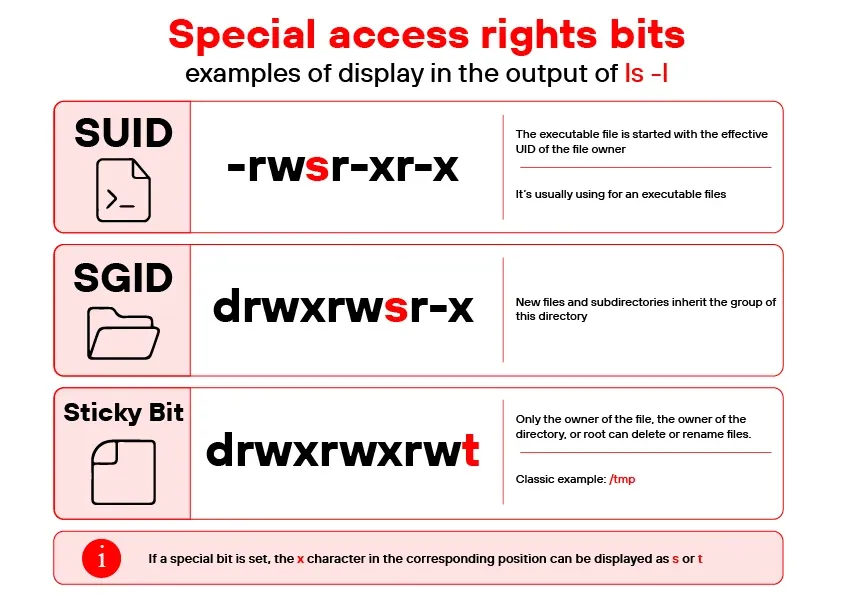 Special access rights bits
examples of display in the output of ls -l
SUID
-rwsr-xr-x
The executable file is started with the effective
UID of the file owner
It's usually using for an executable files
SGID
drwxrwsr-x
New files and subdirectories inherit the group of
this directory
Sticky Bit
drwxrwxrwt
Only the owner of the file, the owner of the
directory, or root can delete or rename files.
Classic example: /tmp
i
If a special bit is set, the x character in the corresponding position can be displayed as s or t